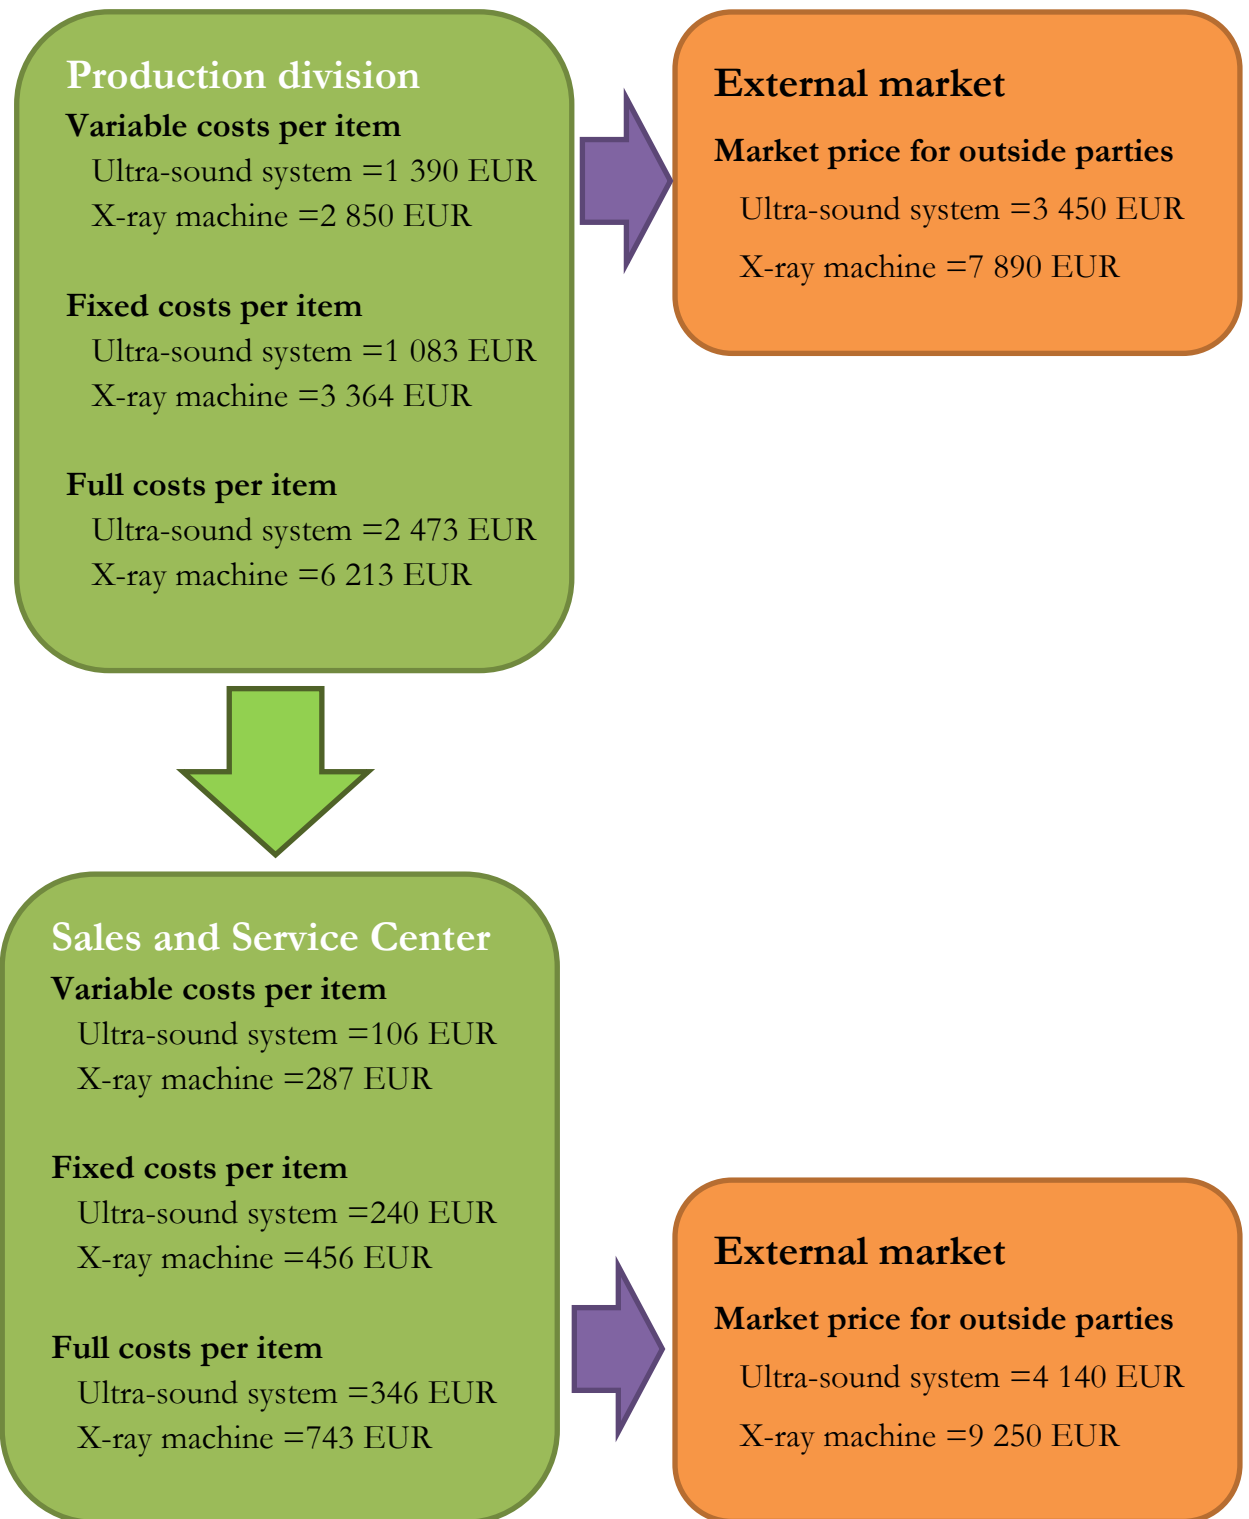 Production division
Variable costs per item
Ultra-sound system =1 390 EUR
X-ray machine =2 850 EUR
Fixed costs per item
Ultra-sound system =1 083 EUR
X-ray machine =3 364 EUR
Full costs per item
Ultra-sound system =2 473 EUR
X-ray machine =6 213 EUR
External market
Market price for outside parties
Ultra-sound system =3 450 EUR
X-ray machine =7 890 EUR
Sales and Service Center
Variable costs per item
Ultra-sound system =106 EUR
X-ray machine =287 EUR
Fixed costs per item
Ultra-sound system =240 EUR
X-ray machine =456 EUR
Full costs per item
Ultra-sound system =346 EUR
X-ray machine =743 EUR
External market
Market price for outside parties
Ultra-sound system =4 140 EUR
X-ray machine =9 250 EUR